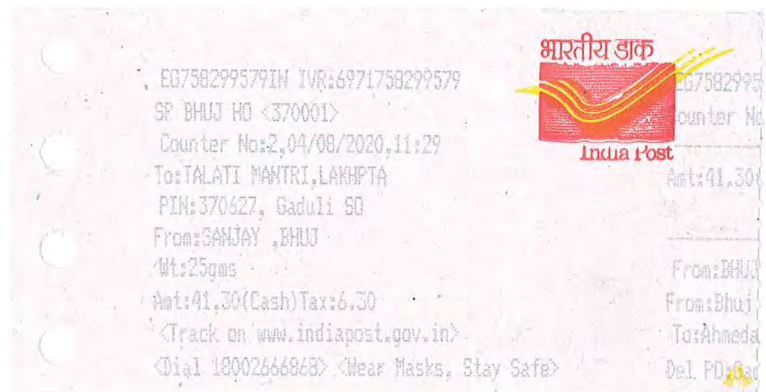 भारतीय डाक
India Post
EG758299579IN IVR:6971758299579
SP BHUJ HO <370001>
Counter No:2,04/08/2020,11:29
To:TALATI MANTRI,LAKHPTA
PIN:370627, Gaduli SO
From:SANJAY ,BHUJ
Wt:25gms
Amt:41.30(Cash)Tax:6.30
<Track on www.indiapost.gov.in>
<Dial 18002666868> <Wear Masks, Stay Safe>
EG7582995
Counter No
Amt:41.30(
From:BHUJ
From:Bhuj
To:Ahmeda